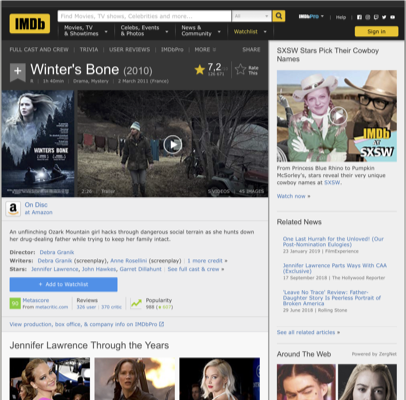 IMDb
Find Movies, TV shows, Celebrities and more...
All
IMDbPro
Help
Movies, TV
& Showtimes
Celebs, Events
& Photos
News &
Community
Watchlist
Sign in
FULL CAST AND CREW | TRIVIA | USER REVIEWS | IMDbPro | MORE
SHARE
Winter's Bone (2010)
7,2
Rate
This
1h 40min | Drama, Mystery | 2 March 2011 (France)
WINTER'S BONE
2:26 | Trailer
VIDEOS
IMAGES
On Disc
at Amazon
An unflinching Ozark Mountain girl hacks through dangerous social terrain as she hunts down
her drug-dealing father while trying to keep her family intact.
Director: Debra Granik
Writers: Debra Granik (screenplay), Anne Rosellini (screenplay) | 1 more credit »
Stars: Jennifer Lawrence, John Hawkes, Garret Dillahunt | See full cast & crew »
+ Add to Watchlist
90
Metascore
From metacritic.com
Reviews
user | 370 critic
Popularity
View production, box office, & company info on IMDbPro
Jennifer Lawrence Through the Years
SXSW Stars Pick Their Cowboy
Names
IMDb
at
SXSW
From Princess Blue Rhino to Pumpkin
McSorley's, stars reveal their very unique
cowboy names at SXSW.
Watch now »
Related News
One Last Hurrah for the Unloved! (Our
Post-Nomination Eulogies)
23 January 2019 | FilmExperience
Jennifer Lawrence Parts Ways With CAA
(Exclusive)
17 September 2018 | The Hollywood Reporter
'Leave No Trace' Review: Father-
Daughter Story Is Peerless Portrait of
Broken America
29 June 2018 | Rolling Stone
See all related articles »
Around The Web
Powered by ZergNet